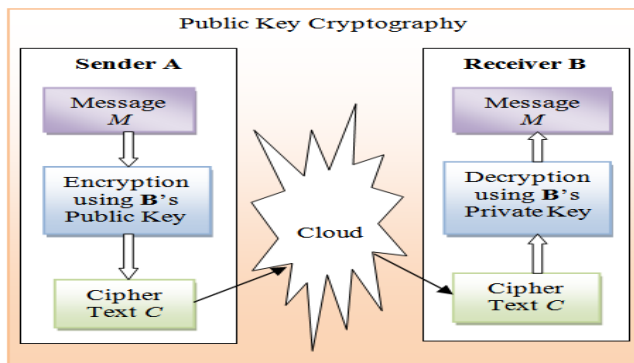 Public Key Cryptography
Sender A
Message
M
Encryption
using B's
Public Key
Cipher
Text C
Cloud
Receiver B
Message
M
Decryption
using B's
Private Key
Cipher
Text C